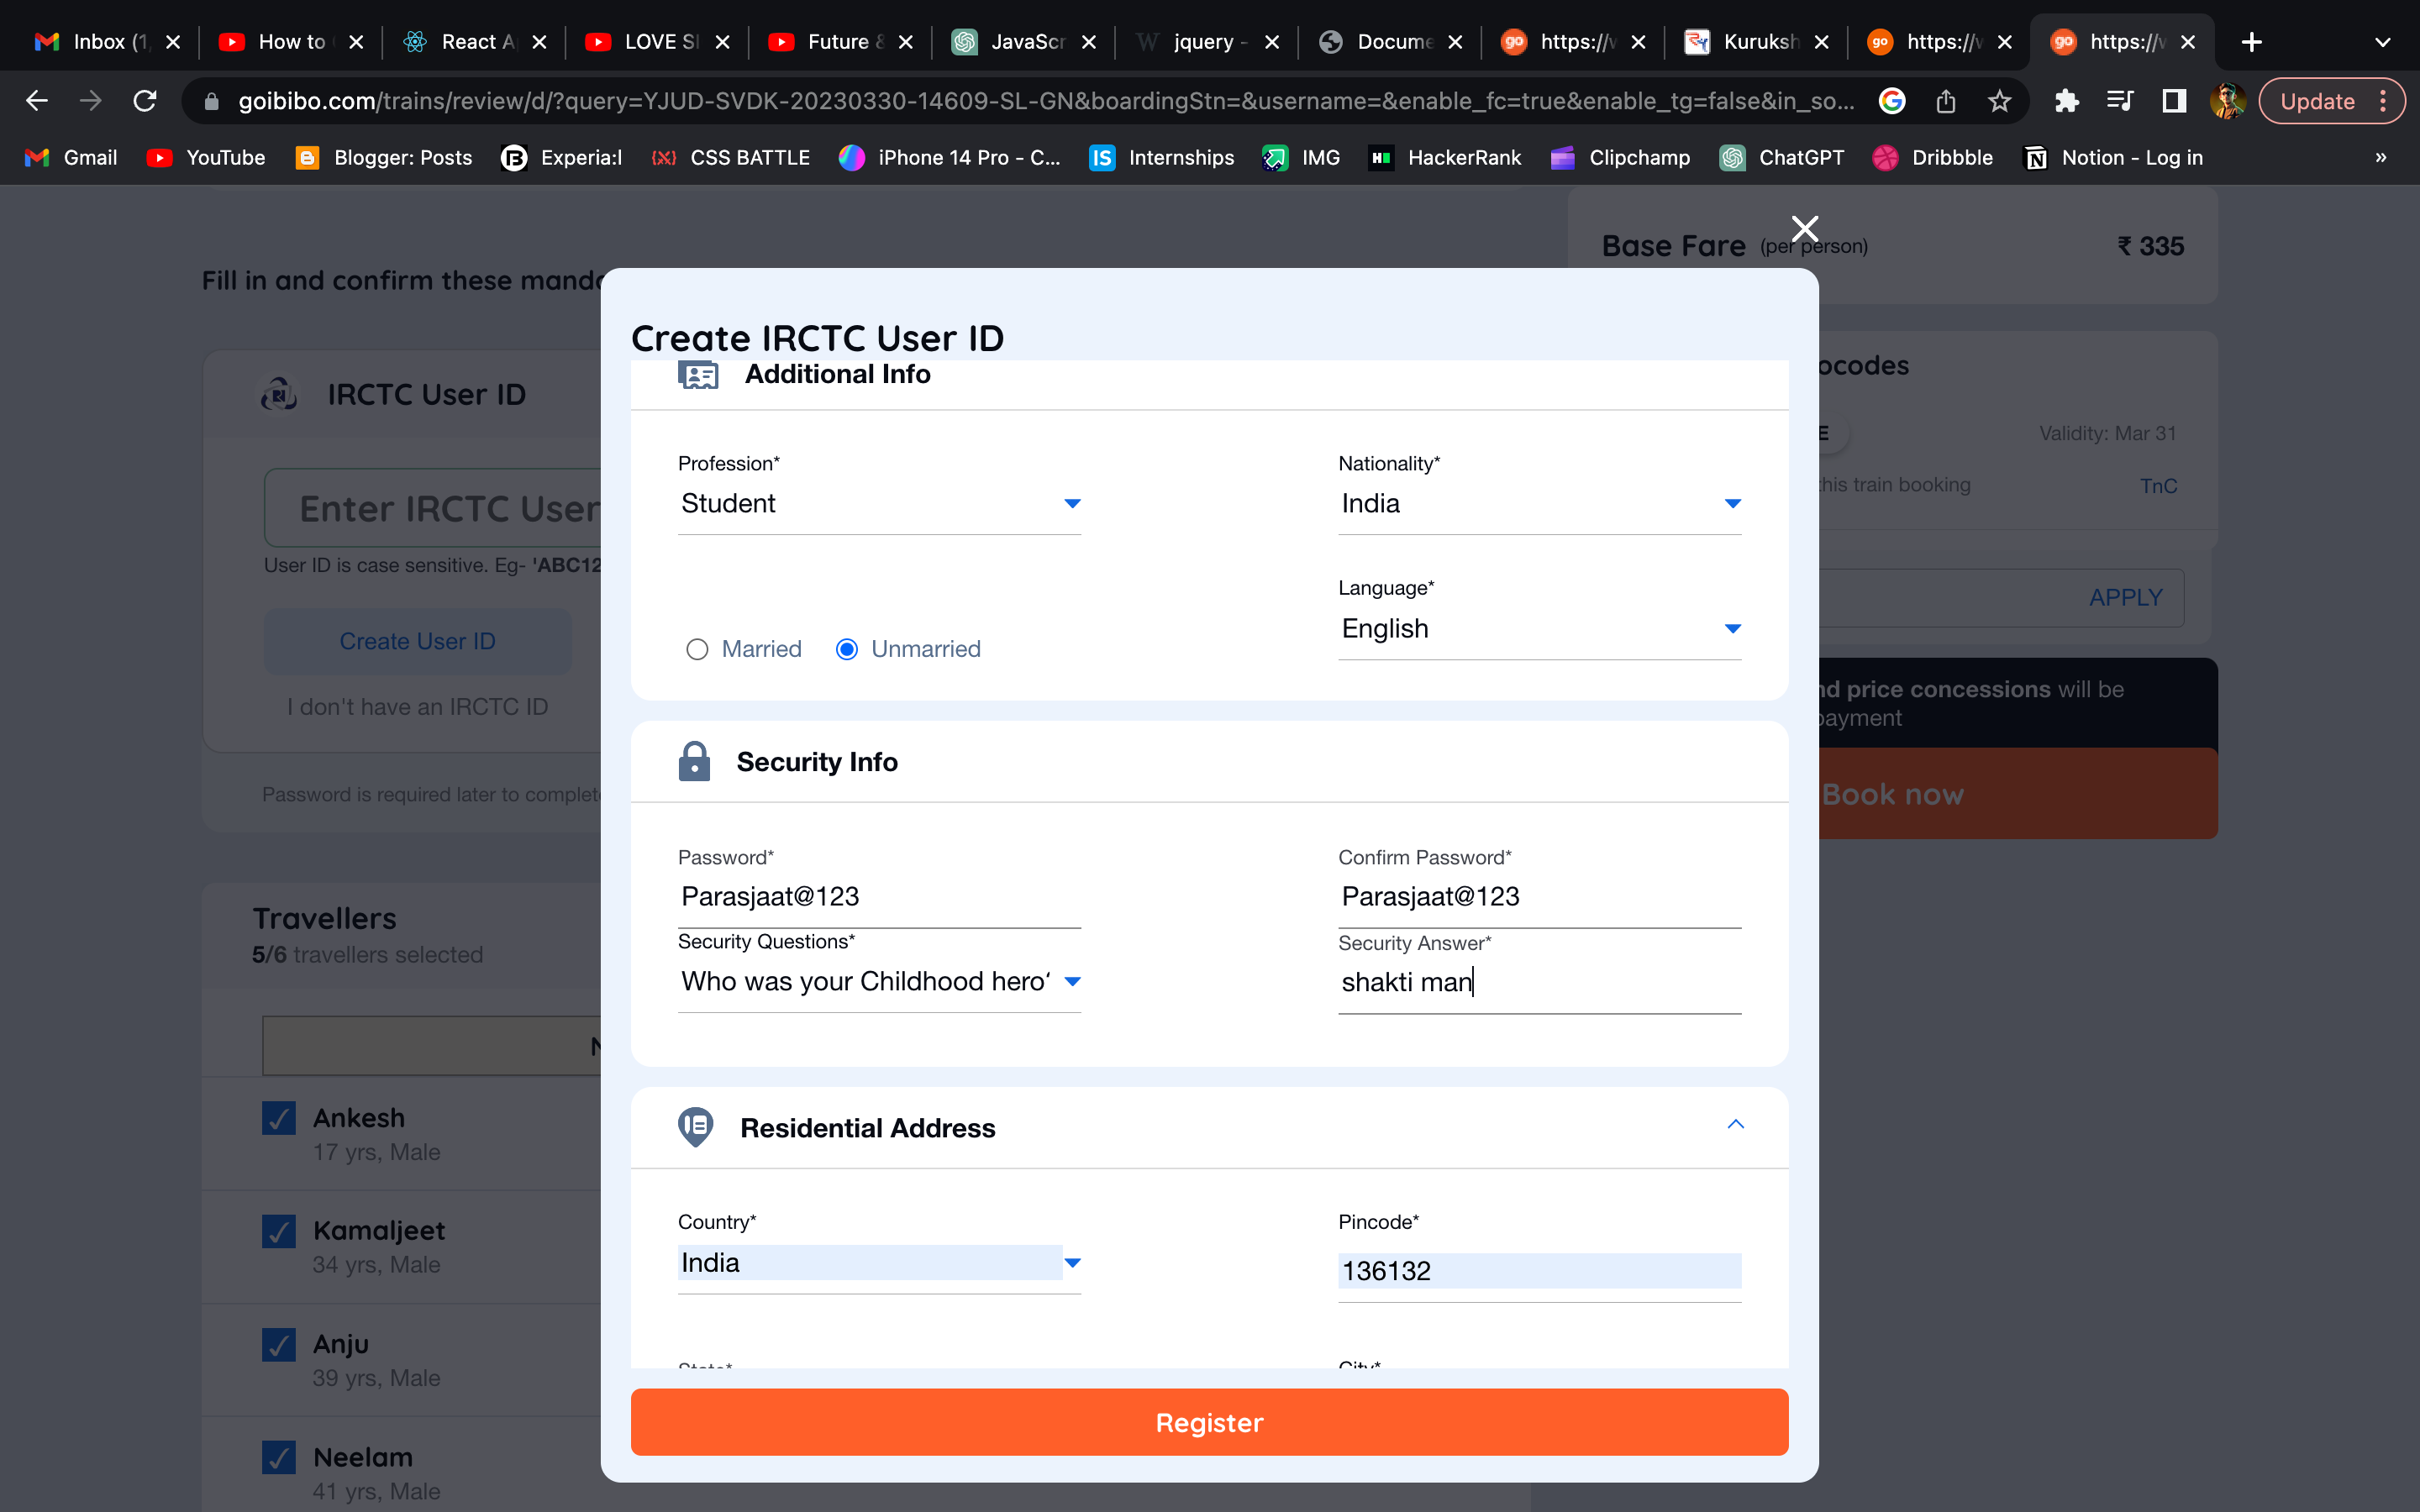 Inbox (1,
How to
React A
LOVE S
Future &
JavaScr
jquery -
Docume
https://w
Kuruksh
https://w
https://w
goibibo.com/trains/review/d/?query=YJUD-SVDK-20230330-14609-SL-GN&boardingStn=&username=&enable_fc=true&enable_tg=false&in_so...
Update
Gmail
YouTube
Blogger: Posts
Experia:l
CSS BATTLE
iPhone 14 Pro - C...
Internships
IMG
HackerRank
Clipchamp
ChatGPT
Dribbble
Notion - Log in
»
Base Fare (per person) ₹ 335
Fill in and confirm these manda
IRCTC User ID
Enter IRCTC User
User ID is case sensitive. Eg- 'ABC12
Create User ID
I don't have an IRCTC ID
Password is required later to complet
Travellers
5/6 travellers selected
Ankesh
17 yrs, Male
Kamaljeet
34 yrs, Male
Anju
39 yrs, Male
Neelam
41 yrs, Male
Create IRCTC User ID
Additional Info
Profession*
Student
Nationality*
India
Married
Unmarried
Language*
English
Security Info
Password*
Parasjaat@123
Confirm Password*
Parasjaat@123
Security Questions*
Who was your Childhood hero'
Security Answer*
shakti man
Residential Address
Country*
India
Pincode*
136132
State*
City*
Register
ocodes
E
Validity: Mar 31
this train booking
TnC
APPLY
nd price concessions will be
payment
Book now